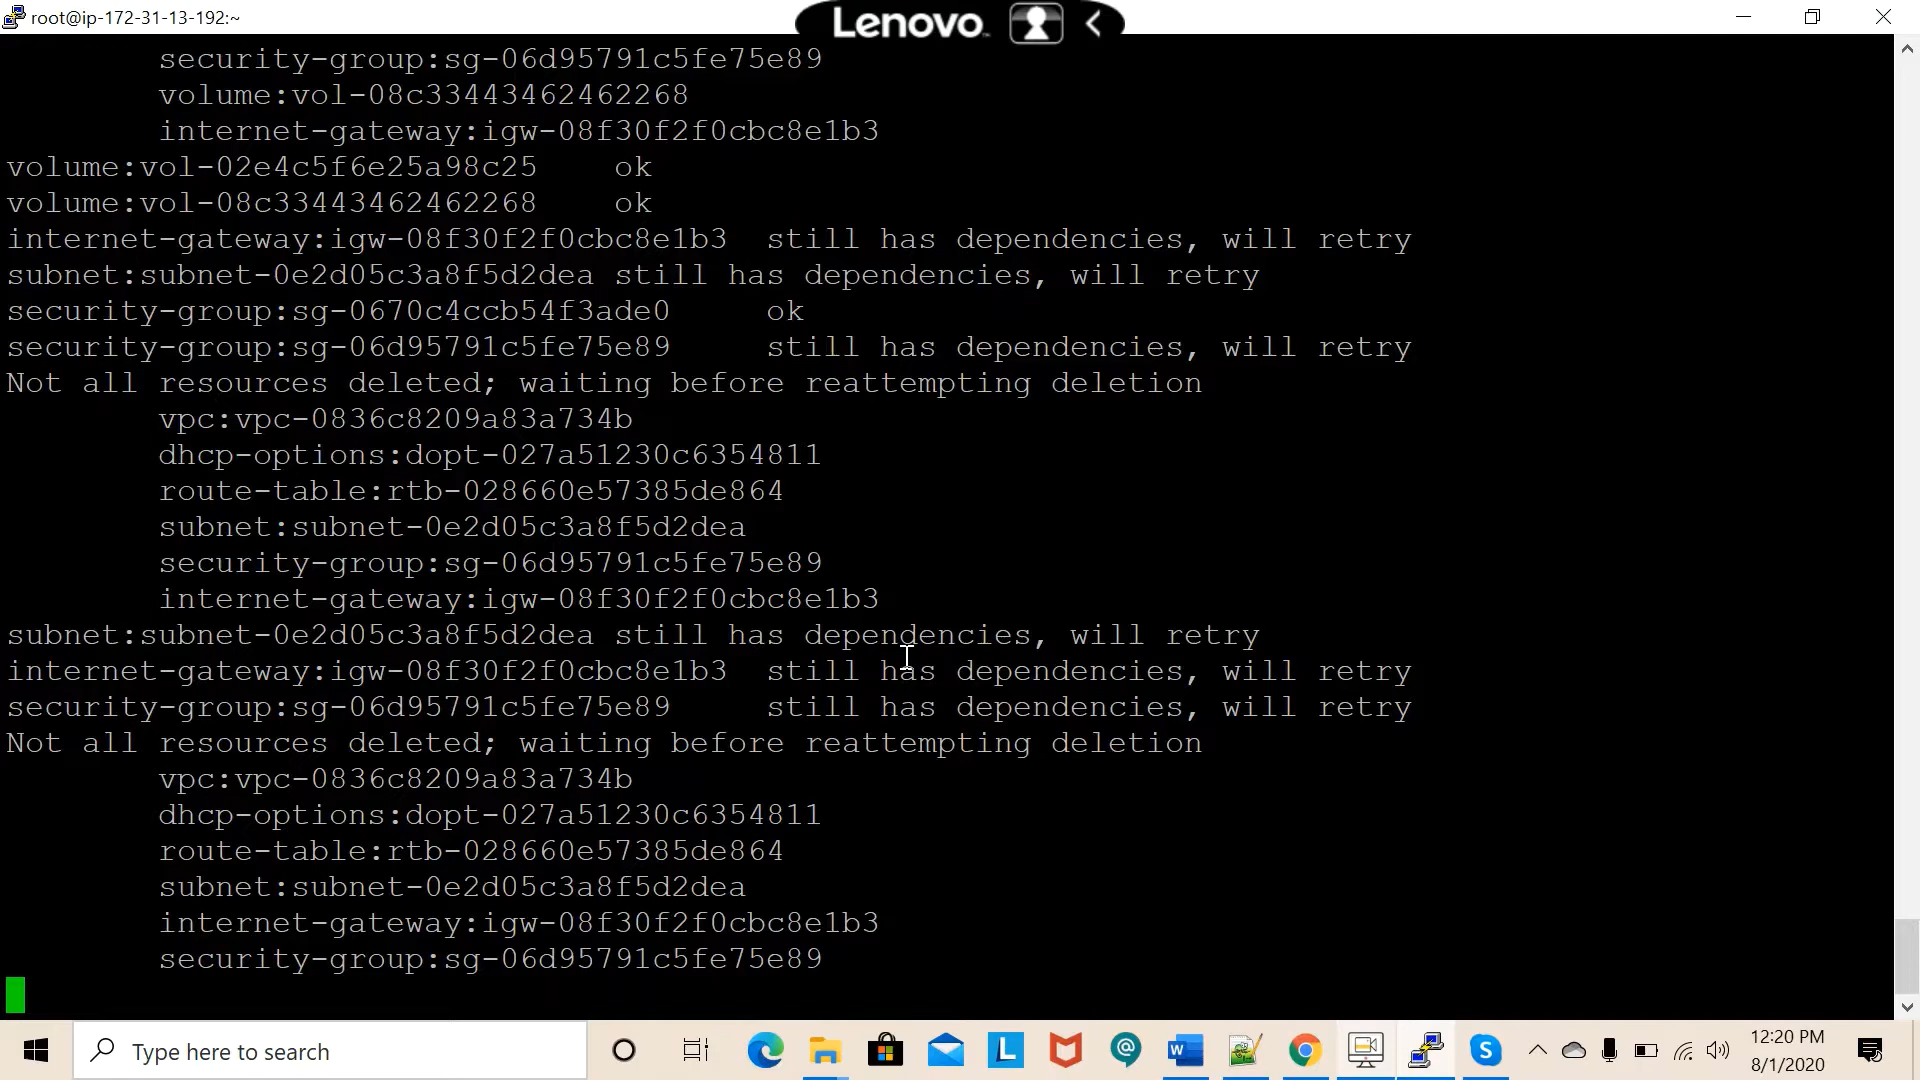 root@ip-172-31-13-192:~
Lenovo
security-group:sg-06d95791c5fe75e89
volume:vol-08c33443462462268
internet-gateway:igw-08f30f2f0cbc8e1b3
volume:vol-02e4c5f6e25a98c25 ok
volume:vol-08c33443462462268 ok
internet-gateway:igw-08f30f2f0cbc8e1b3 still has dependencies, will retry
subnet:subnet-0e2d05c3a8f5d2dea still has dependencies, will retry
security-group:sg-0670c4ccb54f3ade0 ok
security-group:sg-06d95791c5fe75e89 still has dependencies, will retry
Not all resources deleted; waiting before reattempting deletion
vpc:vpc-0836c8209a83a734b
dhcp-options:dopt-027a51230c6354811
route-table:rtb-028660e57385de864
subnet:subnet-0e2d05c3a8f5d2dea
security-group:sg-06d95791c5fe75e89
internet-gateway:igw-08f30f2f0cbc8e1b3
subnet:subnet-0e2d05c3a8f5d2dea still has dependencies, will retry
internet-gateway:igw-08f30f2f0cbc8e1b3 still has dependencies, will retry
security-group:sg-06d95791c5fe75e89 still has dependencies, will retry
Not all resources deleted; waiting before reattempting deletion
vpc:vpc-0836c8209a83a734b
dhcp-options:dopt-027a51230c6354811
route-table:rtb-028660e57385de864
subnet:subnet-0e2d05c3a8f5d2dea
internet-gateway:igw-08f30f2f0cbc8e1b3
security-group:sg-06d95791c5fe75e89
Type here to search
12:20 PM
8/1/2020